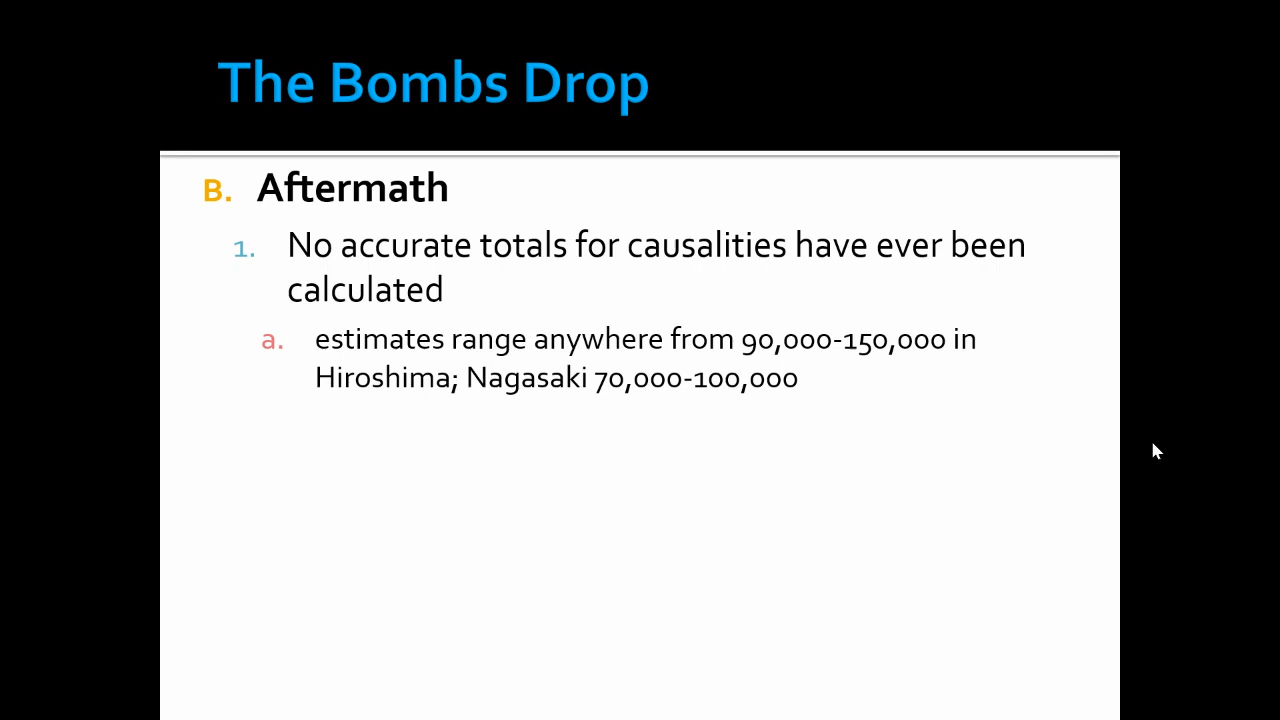 The Bombs Drop
B. Aftermath
1. No accurate totals for causalities have ever been
calculated
a. estimates range anywhere from 90,000-150,000 in
Hiroshima; Nagasaki 70,000-100,000